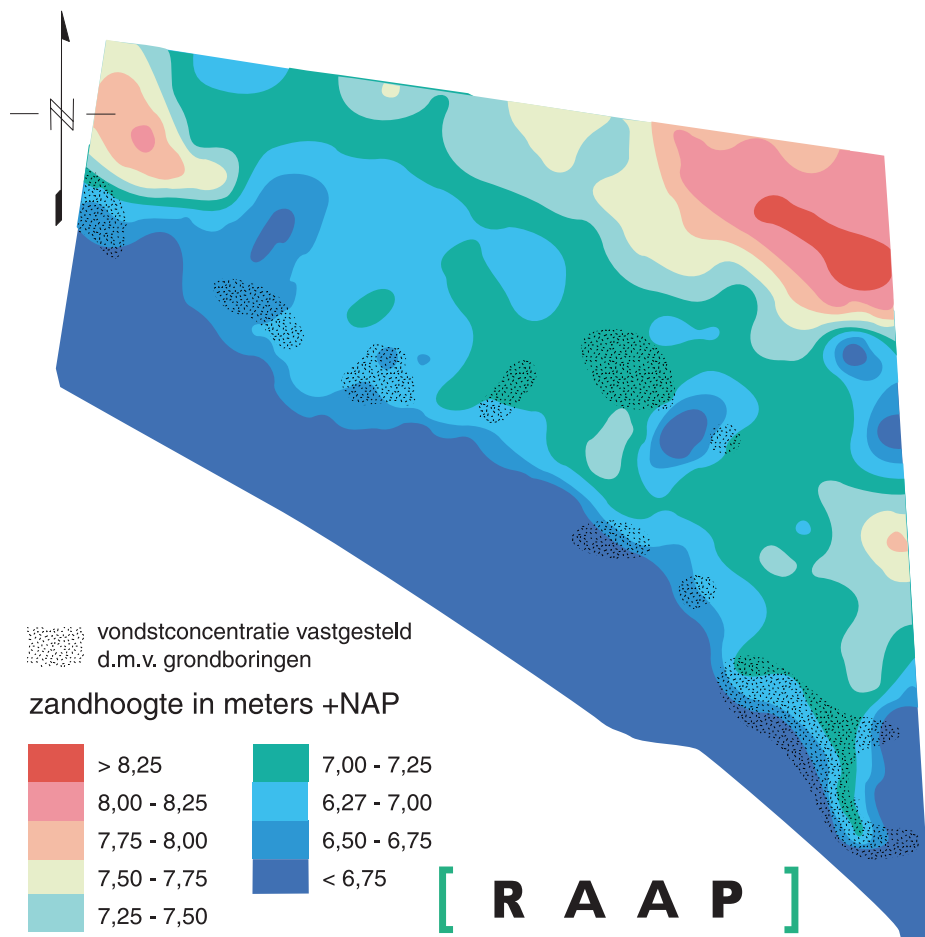 N
vondstconcentratie vastgesteld
d.m.v. grondboringen
zandhoogte in meters +NAP
> 8,25
8,00 - 8,25
7,75 - 8,00
7,50 - 7,75
7,25 - 7,50
7,00 - 7,25
6,27 - 7,00
6,50 - 6,75
< 6,75
[ R A A P ]